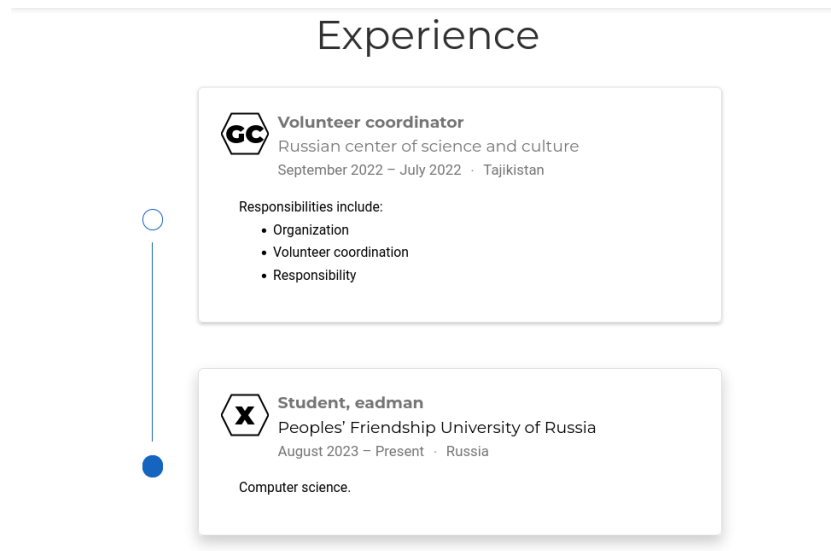 Experience
GC
Volunteer coordinator
Russian center of science and culture
September 2022 – July 2022 · Tajikistan
Responsibilities include:
• Organization
• Volunteer coordination
• Responsibility
X
Student, eadman
Peoples’ Friendship University of Russia
August 2023 – Present · Russia
Computer science.